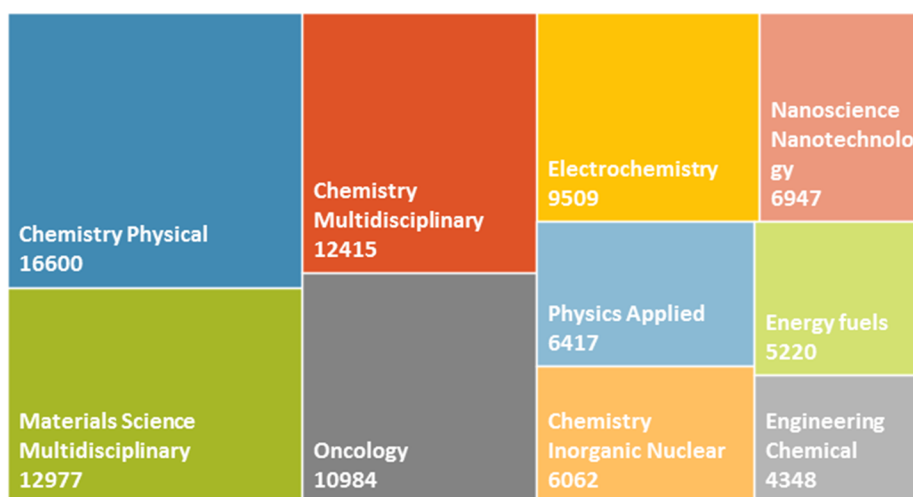 Chemistry Physical
16600
Materials Science
Multidisciplinary
12977
Chemistry
Multidisciplinary
12415
Oncology
10984
Electrochemistry
9509
Nanoscience
Nanotechnolo
gy
6947
Physics Applied
6417
Energy fuels
5220
Chemistry
Inorganic Nuclear
6062
Engineering
Chemical
4348